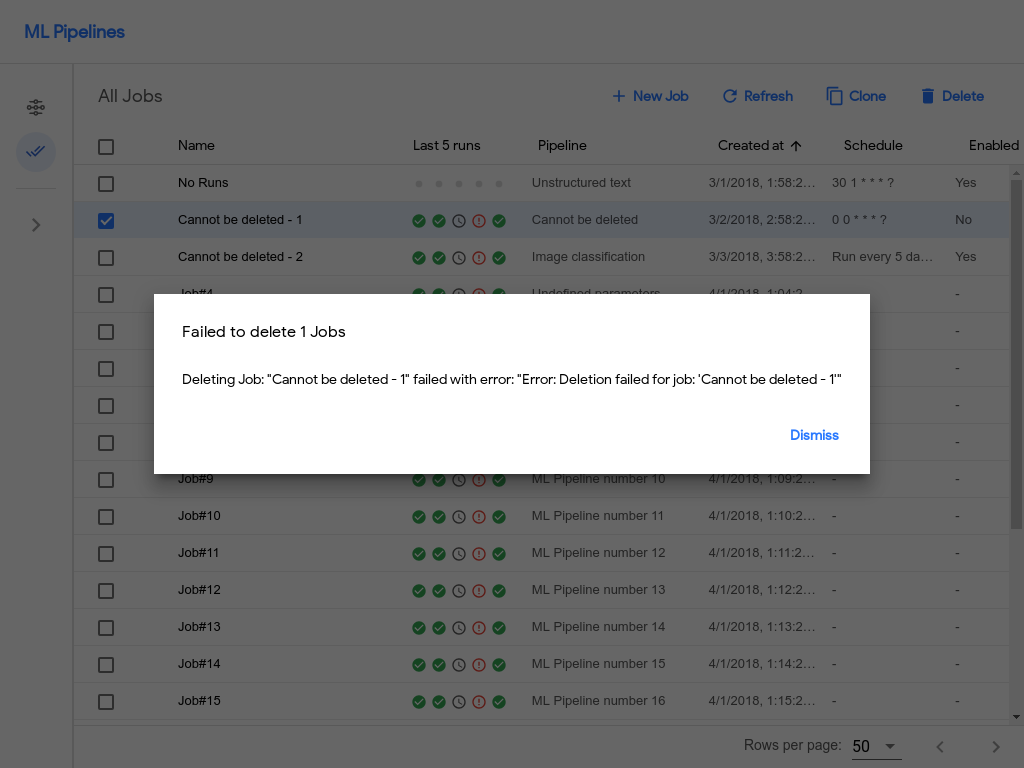 ML Pipelines
All Jobs
New Job Refresh Clone Delete
Name Last 5 runs Pipeline Created at Schedule Enabled
No Runs Unstructured text 3/1/2018, 1:58:2... 30 1 * * * ? Yes
Cannot be deleted - 1 Cannot be deleted 3/2/2018, 2:58:2... 0 0 * * * ? No
Cannot be deleted - 2 Image classification 3/3/2018, 3:58:2... Run every 5 da... Yes
Job#4 Undefined parameters 4/1/2018, 1:04:2... -
-
-
-
-
Failed to delete 1 Jobs
Deleting Job: "Cannot be deleted - 1" failed with error: "Error: Deletion failed for job: 'Cannot be deleted - 1'"
Dismiss
Job#9 ML Pipeline number 10 4/1/2018, 1:09:2... - -
Job#10 ML Pipeline number 11 4/1/2018, 1:10:2... - -
Job#11 ML Pipeline number 12 4/1/2018, 1:11:2... - -
Job#12 ML Pipeline number 13 4/1/2018, 1:12:2... - -
Job#13 ML Pipeline number 14 4/1/2018, 1:13:2... - -
Job#14 ML Pipeline number 15 4/1/2018, 1:14:2... - -
Job#15 ML Pipeline number 16 4/1/2018, 1:15:2... - -
Rows per page: 50